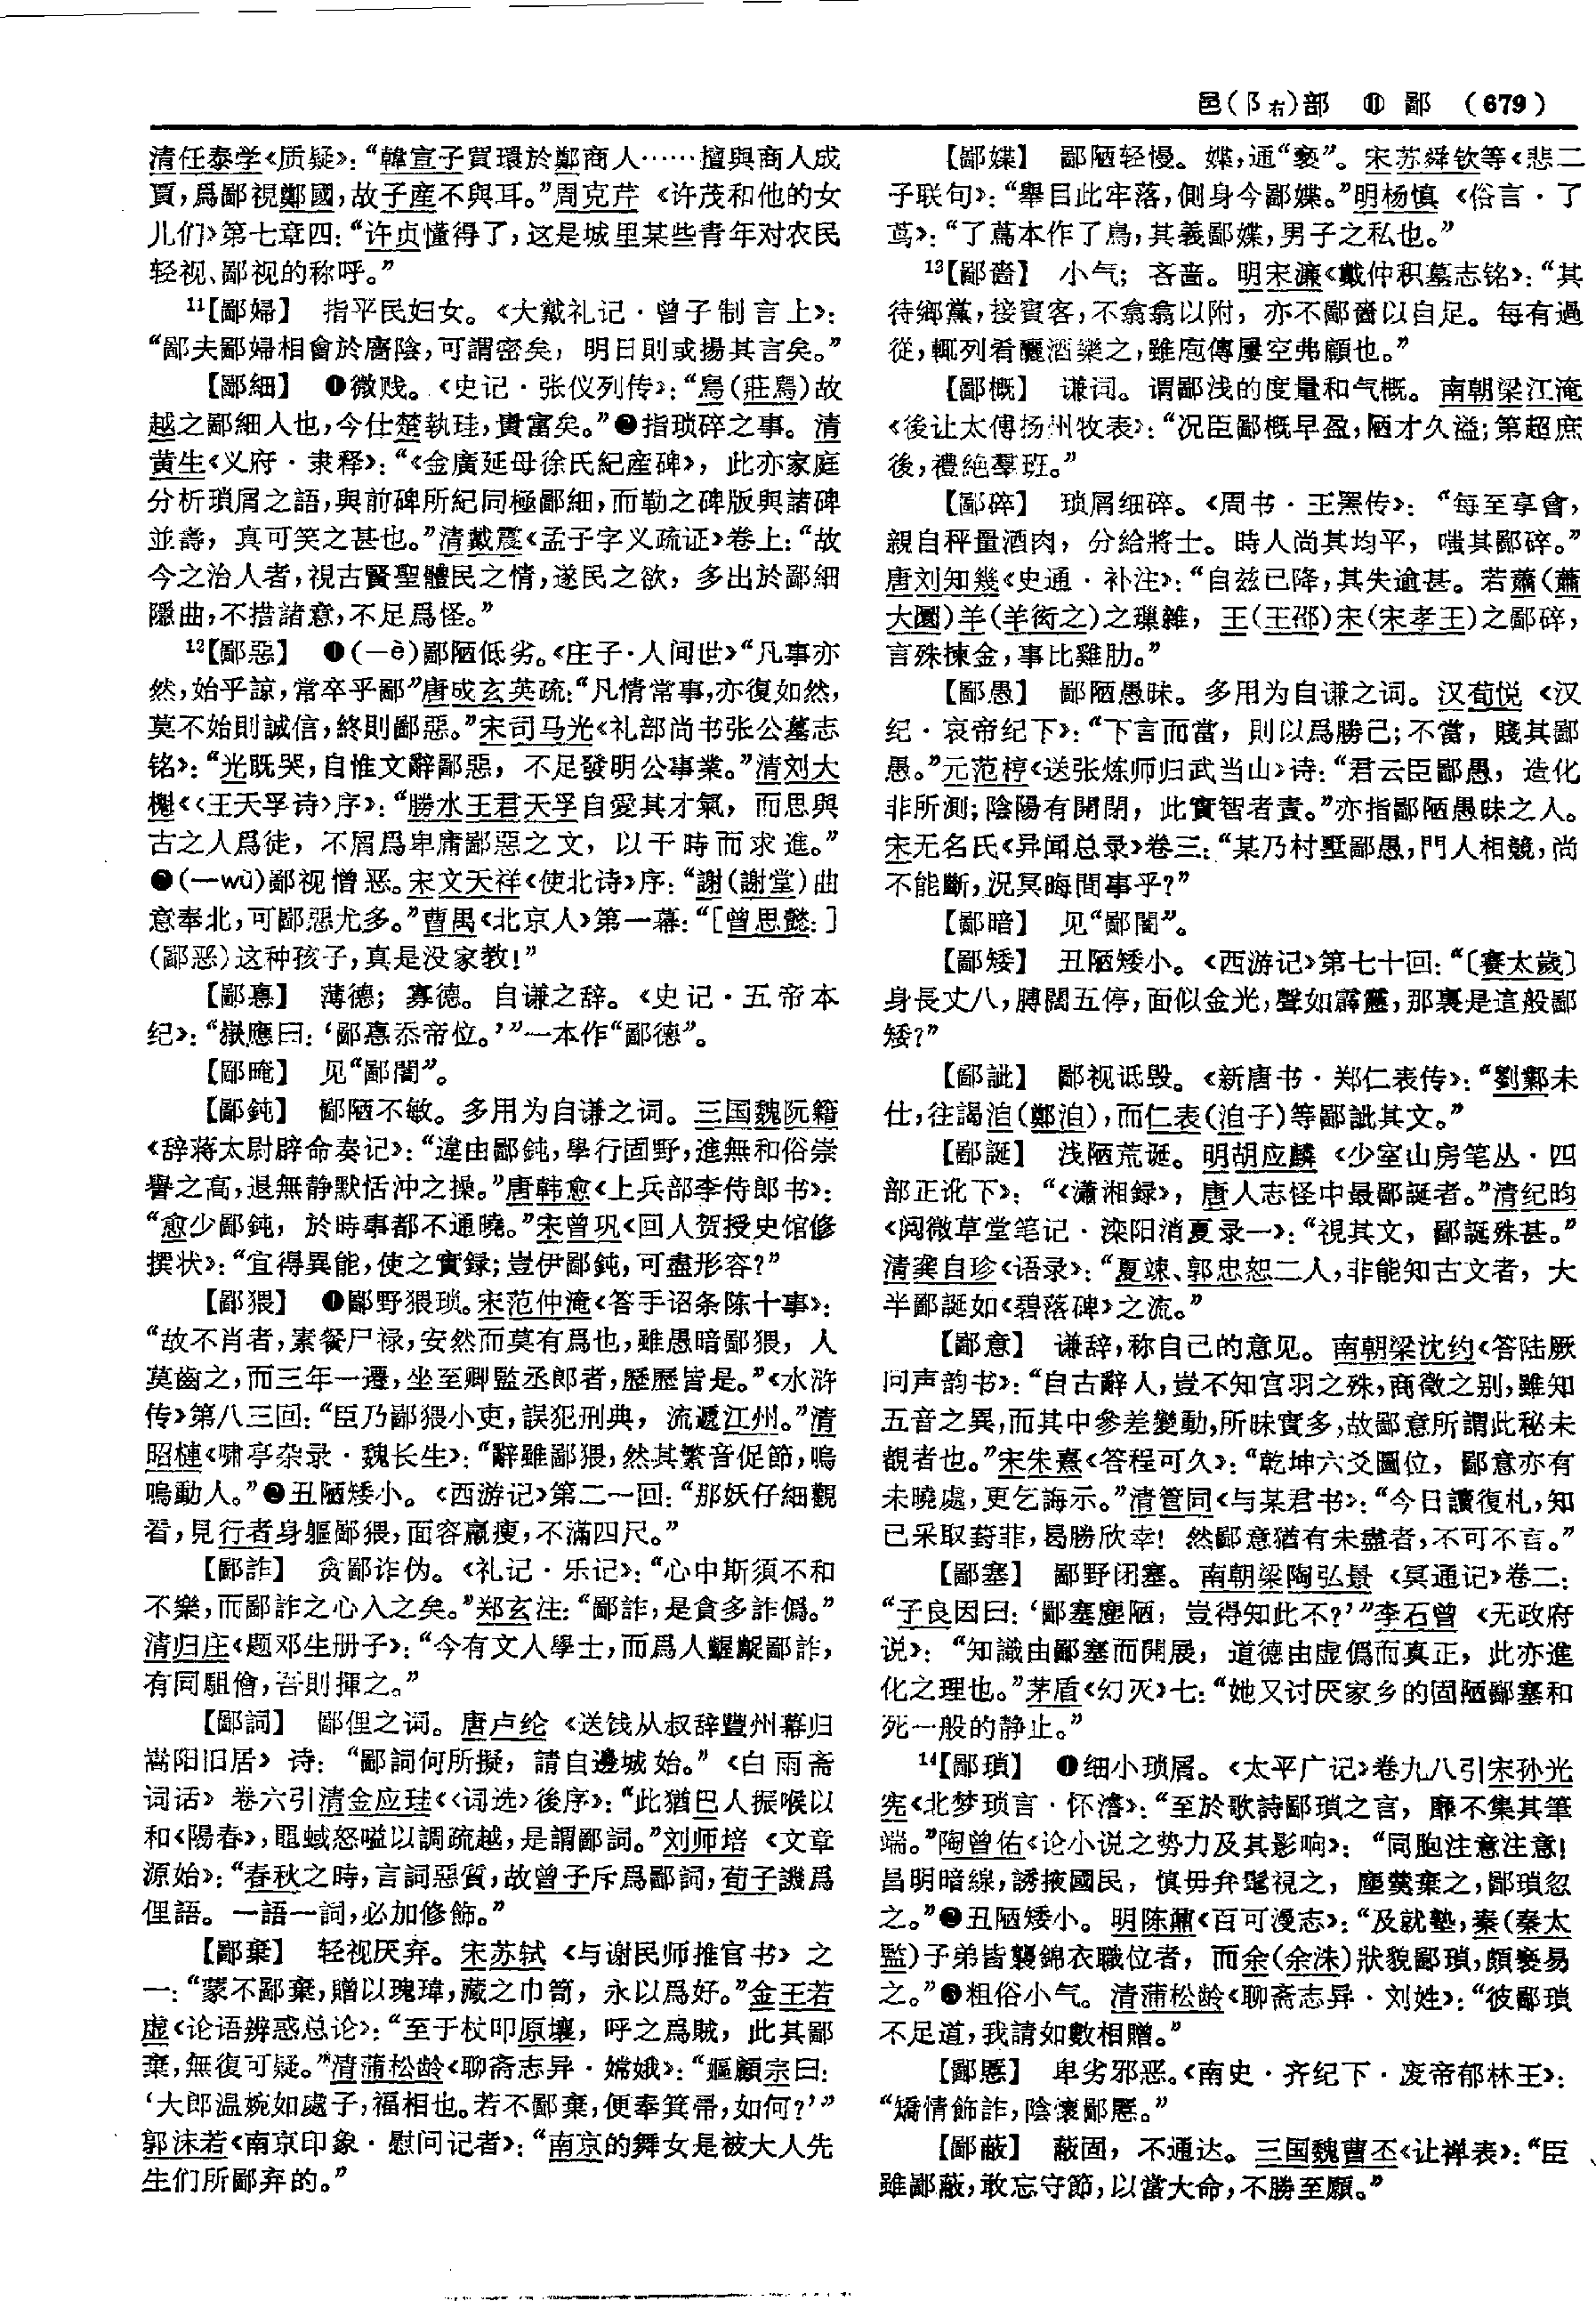 邑(阝右)部　⑪　鄙　(679)
清任泰学《质疑》：“韓宣子買環於鄭商人……擅與商人成
買，爲鄙視鄭國，故子産不與耳。”周克芹《许茂和他的女
儿们》第七章四：“许贞懂得了，这是城里某些青年对农民
轻视、鄙视的称呼。”
11【鄙婦】　指平民妇女。《大戴礼记·曾子制言上》：
“鄙夫鄙婦相會於廧陰，可謂密矣，明日則或揚其言矣。”
【鄙細】　❶微贱。《史记·张仪列传》：“舄(莊舄)故
越之鄙細人也，今仕楚執珪，貴富矣。”❷指琐碎之事。清
黄生《义府·隶释》：“《金廣延母徐氏紀産碑》，此亦家庭
分析瑣屑之語，與前碑所紀同極鄙細，而勒之碑版與諸碑
並壽，真可笑之甚也。”清戴震《孟子字义疏证》卷上：“故
今之治人者，視古賢聖體民之情，遂民之欲，多出於鄙細
隱曲，不措諸意，不足爲怪。”
12【鄙惡】　❶(—è)鄙陋低劣。《庄子·人间世》“凡事亦
然，始乎諒，常卒乎鄙”唐成玄英疏：“凡情常事，亦復如然，
莫不始則誠信，終則鄙惡。”宋司马光《礼部尚书张公墓志
铭》：“光既哭，自惟文辭鄙惡，不足發明公事業。”清刘大
櫆《〈王天孚诗〉序》：“勝水王君天孚自愛其才氣，而思與
古之人爲徒，不屑爲卑庸鄙惡之文，以干時而求進。”
❷(—wù)鄙视憎恶。宋文天祥《使北诗》序：“謝(謝堂)曲
意奉北，可鄙惡尤多。”曹禺《北京人》第一幕：“［曾思懿：］
(鄙恶)这种孩子，真是没家教！”
【鄙悳】　薄德；寡德。自谦之辞。《史记·五帝本
纪》：“嶽應曰：‘鄙悳忝帝位。’”一本作“鄙德”。
【鄙晻】　见“鄙闇”。
【鄙鈍】　鄙陋不敏。多用为自谦之词。三国魏阮籍
《辞蒋太尉辟命奏记》：“違由鄙鈍，學行固野，進無和俗崇
譽之高，退無静默恬沖之操。”唐韩愈《上兵部李侍郎书》：
“愈少鄙鈍，於時事都不通曉。”宋曾巩《回人贺授史馆修
撰状》：“宜得異能，使之實録；豈伊鄙鈍，可盡形容？”
【鄙猥】　❶鄙野猥琐。宋范仲淹《答手诏条陈十事》：
“故不肖者，素餐尸禄，安然而莫有爲也，雖愚暗鄙猥，人
莫齒之，而三年一遷，坐至卿監丞郎者，歷歷皆是。”《水浒
传》第八三回：“臣乃鄙猥小吏，誤犯刑典，流遞江州。”清
昭槤《啸亭杂录·魏长生》：“辭雖鄙猥，然其繁音促節，嗚
嗚動人。”❷丑陋矮小。《西游记》第二一回：“那妖仔細觀
看，見行者身軀鄙猥，面容羸瘦，不滿四尺。”
【鄙詐】　贪鄙诈伪。《礼记·乐记》：“心中斯須不和
不樂，而鄙詐之心入之矣。”郑玄注：“鄙詐，是貪多詐僞。”
清归庄《题邓生册子》：“今有文人學士，而爲人齷齪鄙詐，
有同駔儈，吾則揮之。”
【鄙詞】　鄙俚之词。唐卢纶《送饯从叔辞豐州幕归
嵩阳旧居》诗：“鄙詞何所擬，請自邊城始。”《白雨斋
词话》卷六引清金应珪《〈词选〉後序》：“此猶巴人振喉以
和《陽春》，黽蜮怒嗌以調疏越，是謂鄙詞。”刘师培《文章
源始》：“春秋之時，言詞惡質，故曾子斥爲鄙詞，荀子譏爲
俚語。一語一詞，必加修飾。”
【鄙棄】　轻视厌弃。宋苏轼《与谢民师推官书》之
一：“蒙不鄙棄，贈以瑰瑋，藏之巾笥，永以爲好。”金王若
虚《论语辨惑总论》：“至于杖叩原壤，呼之爲賊，此其鄙
棄，無復可疑。”清蒲松龄《聊斋志异·嫦娥》：“嫗顧宗曰：
‘大郎温婉如處子，福相也。若不鄙棄，便奉箕帚，如何？’”
郭沫若《南京印象·慰问记者》：“南京的舞女是被大人先
生们所鄙弃的。”
【鄙媟】　鄙陋轻慢。媟，通“亵”。宋苏舜钦等《悲二
子联句》：“舉目此牢落，側身今鄙媟。”明杨慎《俗言·了
茑》：“了蔦本作了鳥，其義鄙媟，男子之私也。”
13【鄙嗇】　小气；吝啬。明宋濂《戴仲积墓志铭》：“其
待鄉黨，接賓客，不翕翕以附，亦不鄙嗇以自足。每有過
從，輒列肴釃酒樂之，雖庖傳屢空弗顧也。”
【鄙概】　谦词。谓鄙浅的度量和气概。南朝梁江淹
《後让太傅扬州牧表》：“況臣鄙概早盈，陋才久溢；第超庶
後，禮絶羣班。”
【鄙碎】　琐屑细碎。《周书·王罴传》：“每至享會，
親自秤量酒肉，分給將士。時人尚其均平，嗤其鄙碎。”
唐刘知幾《史通·补注》：“自兹已降，其失逾甚。若蕭(蕭
大圜)羊(羊衒之)之瑣雜，王(王邵)宋(宋孝王)之鄙碎，
言殊揀金，事比雞肋。”
【鄙愚】　鄙陋愚昧。多用为自谦之词。汉荀悦《汉
纪·哀帝纪下》：“下言而當，則以爲勝己；不當，賤其鄙
愚。”元范梈《送张炼师归武当山》诗：“君云臣鄙愚，造化
非所測；陰陽有開閉，此實智者責。”亦指鄙陋愚昧之人。
宋无名氏《异闻总录》卷三：“某乃村墅鄙愚，門人相競，尚
不能斷，況冥晦間事乎？”
【鄙暗】　见“鄙闇”。
【鄙矮】　丑陋矮小。《西游记》第七十回：“〔賽太歲〕
身長丈八，膊闊五停，面似金光，聲如霹靂，那裏是這般鄙
矮？”
【鄙訿】　鄙视诋毁。《新唐书·郑仁表传》：“劉鄴未
仕，往謁洎(鄭洎)，而仁表(洎子)等鄙訿其文。”
【鄙誕】　浅陋荒诞。明胡应麟《少室山房笔丛·四
部正讹下》：“《瀟湘録》，唐人志怪中最鄙誕者。”清纪昀
《阅微草堂笔记·滦阳消夏录一》：“視其文，鄙誕殊甚。”
清龚自珍《语录》：“夏竦、郭忠恕二人，非能知古文者，大
半鄙誕如《碧落碑》之流。”
【鄙意】　谦辞，称自己的意见。南朝梁沈约《答陆厥
问声韵书》：“自古辭人，豈不知宫羽之殊，商徵之别，雖知
五音之異，而其中參差變動，所昧實多，故鄙意所謂此秘未
覩者也。”宋朱熹《答程可久》：“乾坤六爻圖位，鄙意亦有
未曉處，更乞誨示。”清管同《与某君书》：“今日讀復札，知
已采取葑菲，曷勝欣幸！然鄙意猶有未盡者，不可不言。”
【鄙塞】　鄙野闭塞。南朝梁陶弘景《冥通记》卷二：
“子良因曰：‘鄙塞塵陋，豈得知此不？’”李石曾《无政府
说》：“知識由鄙塞而開展，道德由虚僞而真正，此亦進
化之理也。”茅盾《幻灭》七：“她又讨厌家乡的固陋鄙塞和
死一般的静止。”
14【鄙瑣】　❶细小琐屑。《太平广记》卷九八引宋孙光
宪《北梦琐言·怀濬》：“至於歌詩鄙瑣之言，靡不集其筆
端。”陶曾佑《论小说之势力及其影响》：“同胞注意注意！
昌明暗線，誘掖國民，慎毋弁髦視之，塵羹棄之，鄙瑣忽
之。”❷丑陋矮小。明陈鼐《百可漫志》：“及就塾，秦(秦太
監)子弟皆襲錦衣職位者，而余(余洙)狀貌鄙瑣，頗褻易
之。”❸粗俗小气。清蒲松龄《聊斋志异·刘姓》：“彼鄙瑣
不足道，我請如數相贈。”
【鄙慝】　卑劣邪恶。《南史·齐纪下·废帝郁林王》：
“矯情飾詐，陰懷鄙慝。”
【鄙蔽】　蔽固，不通达。三国魏曹丕《让禅表》：“臣
雖鄙蔽，敢忘守節，以當大命，不勝至願。”